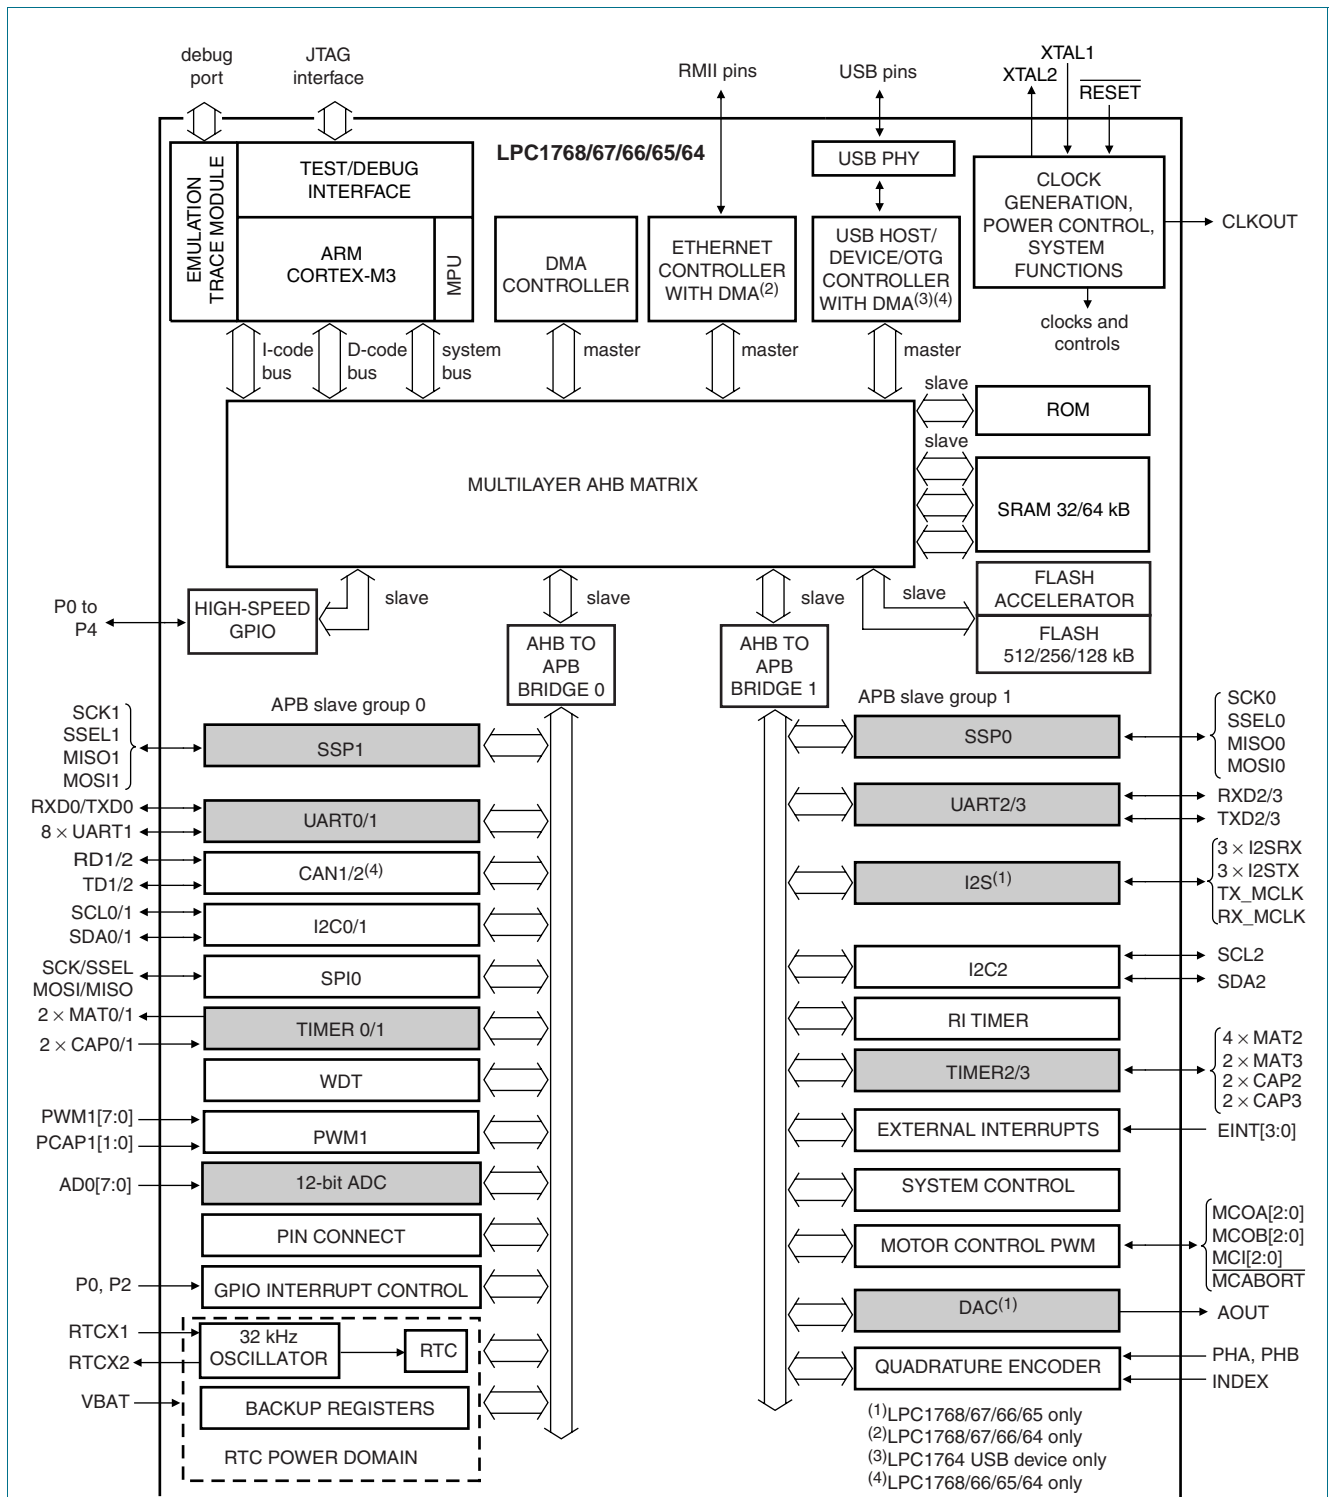 debug
port
JTAG
interface
RMII pins
USB pins
XTAL1
XTAL2
RESET
LPC1768/67/66/65/64
EMULATION
TRACE MODULE
TEST/DEBUG
INTERFACE
ARM
CORTEX-M3
MPU
DMA
CONTROLLER
ETHERNET
CONTROLLER
WITH DMA(2)
USB PHY
USB HOST/
DEVICE/OTG
CONTROLLER
WITH DMA(3)(4)
CLOCK
GENERATION,
POWER CONTROL,
SYSTEM
FUNCTIONS
CLKOUT
clocks and
controls
I-code
bus
D-code
bus
system
bus
master
master
master
slave
ROM
slave
MULTILAYER AHB MATRIX
SRAM 32/64 kB
P0 to
P4
HIGH-SPEED
GPIO
slave
slave
slave
slave
FLASH
ACCELERATOR
FLASH
512/256/128 kB
AHB TO
APB
BRIDGE 0
AHB TO
APB
BRIDGE 1
APB slave group 0
SCK1
SSEL1
MISO1
MOSI1
SSP1
RXD0/TXD0
8 × UART1
UART0/1
RD1/2
TD1/2
CAN1/2(4)
SCL0/1
SDA0/1
I2C0/1
SCK/SSEL
MOSI/MISO
SPI0
2 × MAT0/1
2 × CAP0/1
TIMER 0/1
WDT
PWM1[7:0]
PCAP1[1:0]
PWM1
AD0[7:0]
12-bit ADC
PIN CONNECT
P0, P2
GPIO INTERRUPT CONTROL
RTCX1
RTCX2
32 kHz
OSCILLATOR
RTC
VBAT
BACKUP REGISTERS
RTC POWER DOMAIN
APB slave group 1
SSP0
SCK0
SSEL0
MISO0
MOSI0
UART2/3
RXD2/3
TXD2/3
I2S(1)
3 × I2SRX
3 × I2STX
TX_MCLK
RX_MCLK
I2C2
SCL2
SDA2
RI TIMER
TIMER2/3
4 × MAT2
2 × MAT3
2 × CAP2
2 × CAP3
EXTERNAL INTERRUPTS
EINT[3:0]
SYSTEM CONTROL
MOTOR CONTROL PWM
MCOA[2:0]
MCOB[2:0]
MCI[2:0]
MCABORT
DAC(1)
AOUT
QUADRATURE ENCODER
PHA, PHB
INDEX
(1)LPC1768/67/66/65 only
(2)LPC1768/67/66/64 only
(3)LPC1764 USB device only
(4)LPC1768/66/65/64 only